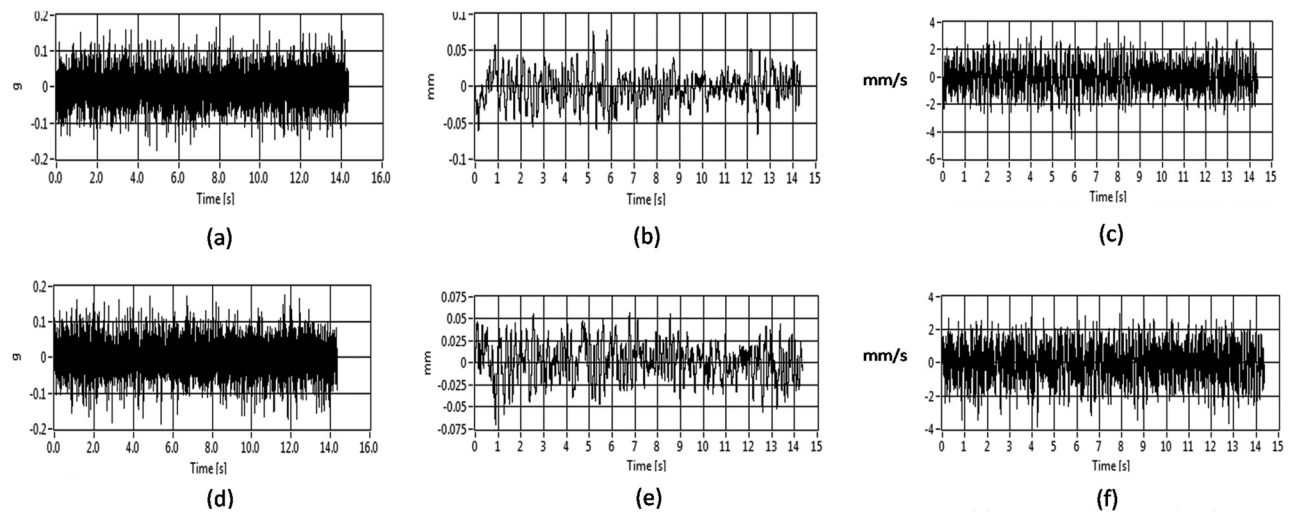 0.2 0.1 0 -0.1 -0.2
g
0.0 2.0 4.0 6.0 8.0 10.0 12.0 14.0 16.0
Time [s]
(a)
0.1 0.05 0 -0.05 -0.1
mm
0 1 2 3 4 5 6 7 8 9 10 11 12 13 14 15
Time [s]
(b)
4 2 0 -2 -4 -6
mm/s
0 1 2 3 4 5 6 7 8 9 10 11 12 13 14 15
Time [s]
(c)
0.2 0.1 0 -0.1 -0.2
g
0.0 2.0 4.0 6.0 8.0 10.0 12.0 14.0 16.0
Time [s]
(d)
0.075 0.05 0.025 0 -0.025 -0.05 -0.075
mm
0 1 2 3 4 5 6 7 8 9 10 11 12 13 14 15
Time [s]
(e)
4 2 0 -2 -4
mm/s
0 1 2 3 4 5 6 7 8 9 10 11 12 13 14 15
Time [s]
(f)